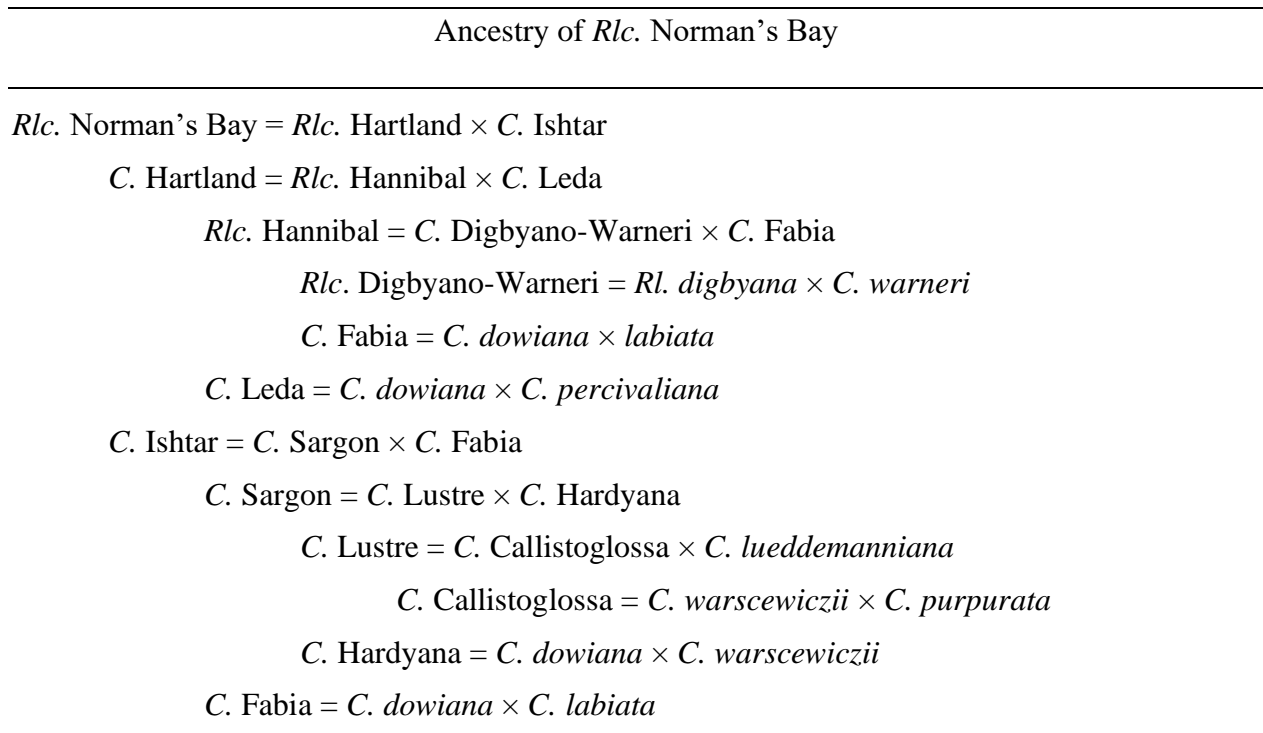 Ancestry of Rlc. Norman’s Bay
Rlc. Norman’s Bay = Rlc. Hartland × C. Ishtar
C. Hartland = Rlc. Hannibal × C. Leda
Rlc. Hannibal = C. Digbyano-Warneri × C. Fabia
Rlc. Digbyano-Warneri = Rl. digbyana × C. warneri
C. Fabia = C. dowiana × labiata
C. Leda = C. dowiana × C. percivaliana
C. Ishtar = C. Sargon × C. Fabia
C. Sargon = C. Lustre × C. Hardyana
C. Lustre = C. Callistoglossa × C. lueddemanniana
C. Callistoglossa = C. warscewiczii × C. purpurata
C. Hardyana = C. dowiana × C. warscewiczii
C. Fabia = C. dowiana × C. labiata